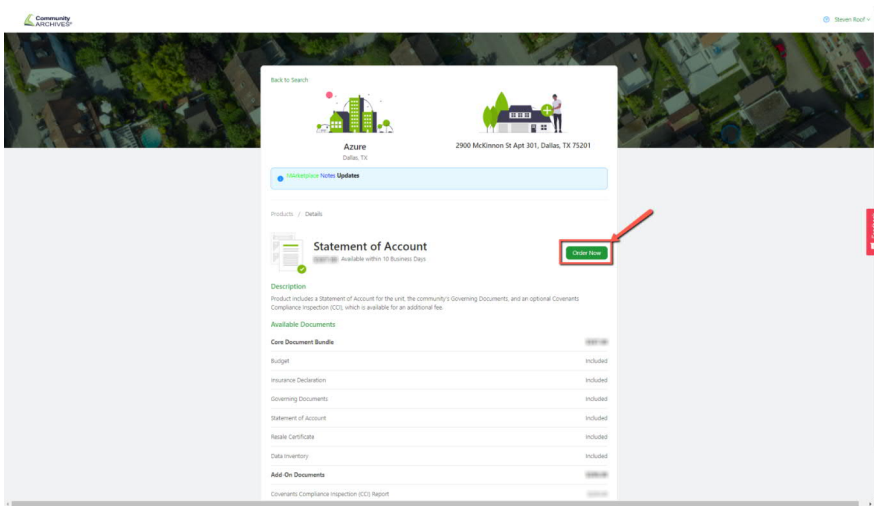 Community
ARCHIVES®
Steven Roof
Back to Search
Azure
Dallas, TX
2900 McKinnon St Apt 301, Dallas, TX 75201
Marketplace Notes Updates
Products / Details
Statement of Account
Available within 10 Business Days
Order Now
Description
Product includes a Statement of Account for the unit, the community's Governing Documents, and an optional Covenants
Compliance Inspection (CCI), which is available for an additional fee.
Available Documents
Core Document Bundle
Budget Included
Insurance Declaration Included
Governing Documents Included
Statement of Account Included
Resale Certificate Included
Data Inventory Included
Add-On Documents
Covenants Compliance Inspection (CCI) Report